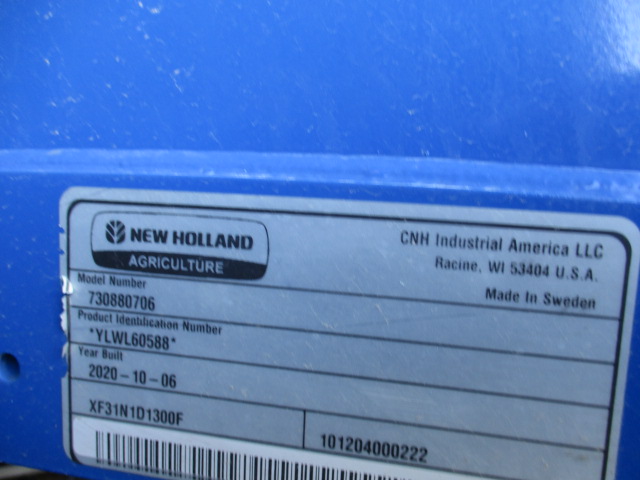 NEW HOLLAND
AGRICULTURE
CNH Industrial America LLC
Racine, WI 53404 U.S.A.
Made In Sweden
Model Number
730880706
Product Identification Number
*YLWL60588*
Year Built
2020-10-06
XF31N1D1300F
101204000222